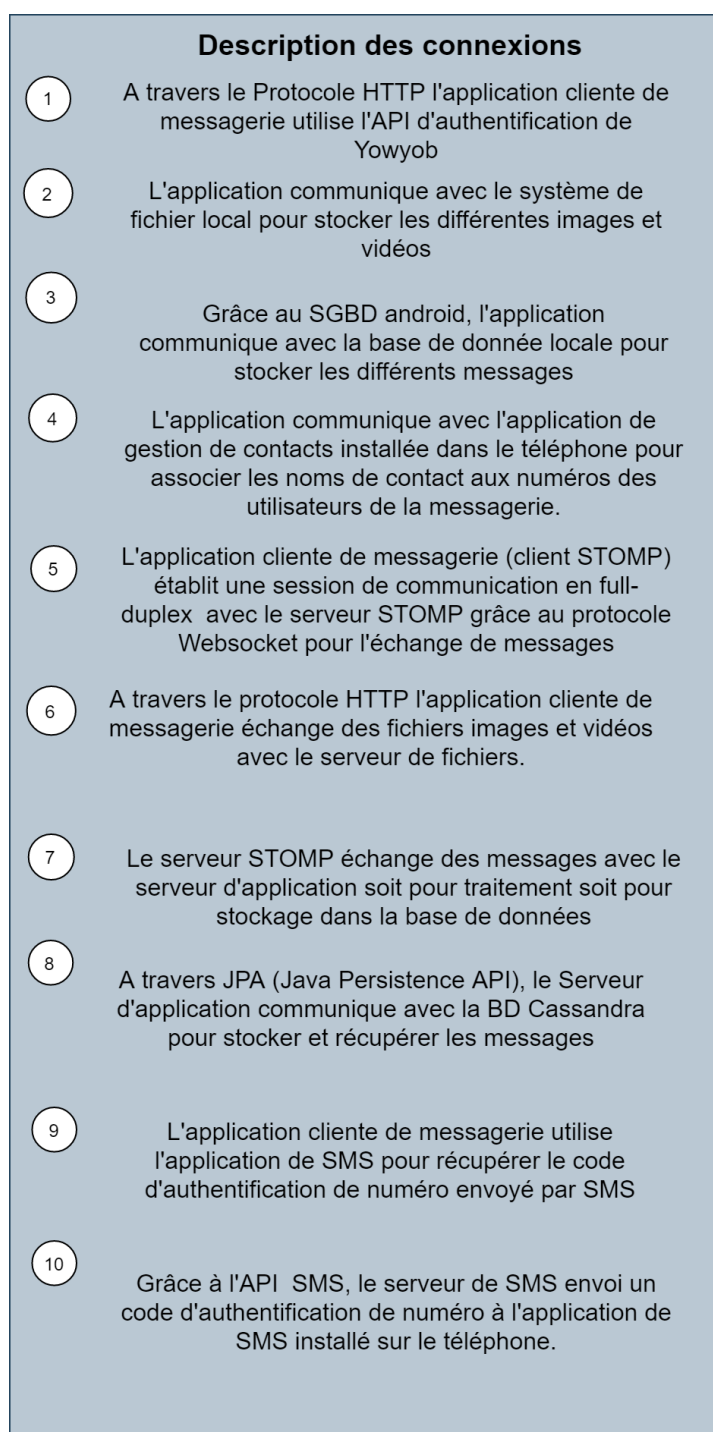 Description des connexions
1
A travers le Protocole HTTP l'application cliente de
messagerie utilise l'API d'authentification de
Yowyob
2
L'application communique avec le système de
fichier local pour stocker les différentes images et
vidéos
3
Grâce au SGBD android, l'application
communique avec la base de donnée locale pour
stocker les différents messages
4
L'application communique avec l'application de
gestion de contacts installée dans le téléphone pour
associer les noms de contact aux numéros des
utilisateurs de la messagerie.
5
L'application cliente de messagerie (client STOMP)
établit une session de communication en full-
duplex avec le serveur STOMP grâce au protocole
Websocket pour l'échange de messages
6
A travers le protocole HTTP l'application cliente de
messagerie échange des fichiers images et vidéos
avec le serveur de fichiers.
7
Le serveur STOMP échange des messages avec le
serveur d'application soit pour traitement soit pour
stockage dans la base de données
8
A travers JPA (Java Persistence API), le Serveur
d'application communique avec la BD Cassandra
pour stocker et récupérer les messages
9
L'application cliente de messagerie utilise
l'application de SMS pour récupérer le code
d'authentification de numéro envoyé par SMS
10
Grâce à l'API SMS, le serveur de SMS envoi un
code d'authentification de numéro à l'application de
SMS installé sur le téléphone.